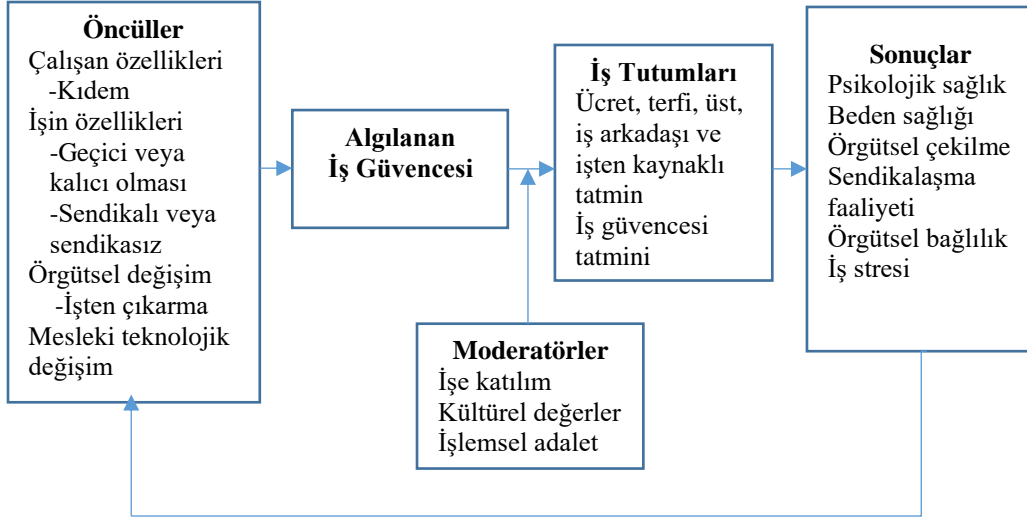 Öncüller
Çalışan özellikleri
-Kıdem
İşin özellikleri
-Geçici veya
kalıcı olması
-Sendikalı veya
sendikasız
Örgütsel değişim
-İşten çıkarma
Mesleki teknolojik
değişim
Algılanan
İş Güvencesi
İş Tutumları
Ücret, terfi, üst,
iş arkadaşı ve
işten kaynaklı
tatmin
İş güvencesi
tatmini
Moderatörler
İşe katılım
Kültürel değerler
İşlemsel adalet
Sonuçlar
Psikolojik sağlık
Beden sağlığı
Örgütsel çekilme
Sendikalaşma
faaliyeti
Örgütsel bağlılık
İş stresi